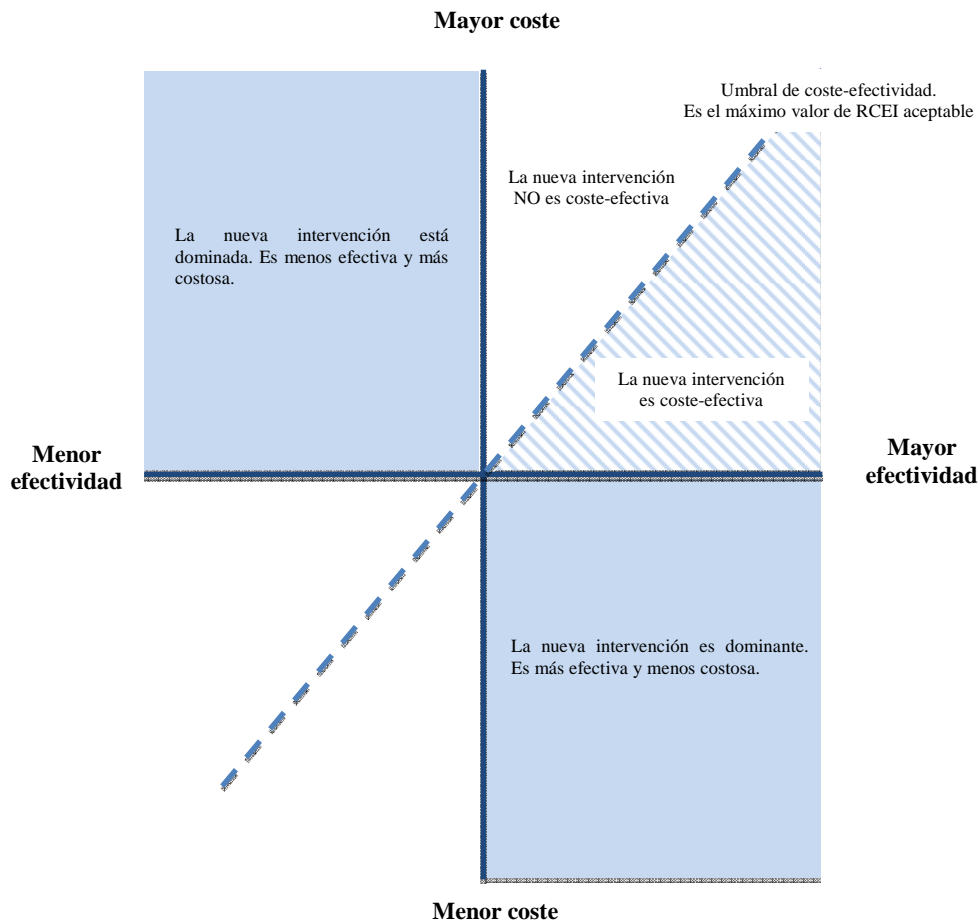 Mayor coste
Umbral de coste-efectividad.
Es el máximo valor de RCEI aceptable
La nueva intervención
NO es coste-efectiva
La nueva intervención está
dominada. Es menos efectiva y más
costosa.
La nueva intervención
es coste-efectiva
Menor
efectividad
Mayor
efectividad
La nueva intervención es dominante.
Es más efectiva y menos costosa.
Menor coste